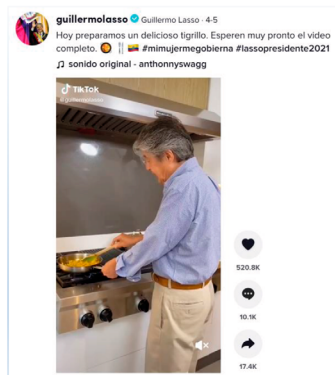 guillermolasso Guillermo Lasso · 4-5
Hoy preparamos un delicioso tigrillo. Esperen muy pronto el video
completo. 🥘 🍴 🇪🇨 #mimujermegobierna #lassopresidente2021
♫ sonido original - anthonnyswagg
TikTok
@guillermolasso
520.8K
10.1K
17.4K